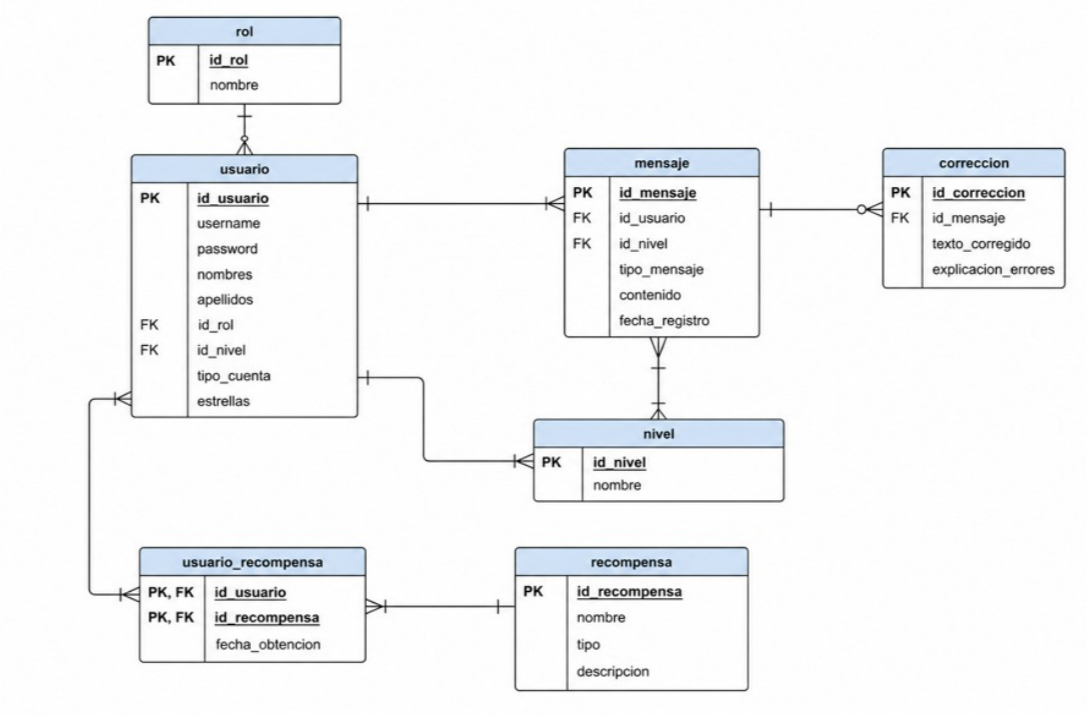 rol
PK id_rol
nombre
usuario
PK id_usuario
username
password
nombres
apellidos
FK id_rol
FK id_nivel
tipo_cuenta
estrellas
mensaje
PK id_mensaje
FK id_usuario
FK id_nivel
tipo_mensaje
contenido
fecha_registro
correccion
PK id_correccion
FK id_mensaje
texto_corregido
explicacion_errores
nivel
PK id_nivel
nombre
usuario_recompensa
PK, FK id_usuario
PK, FK id_recompensa
fecha_obtencion
recompensa
PK id_recompensa
nombre
tipo
descripcion